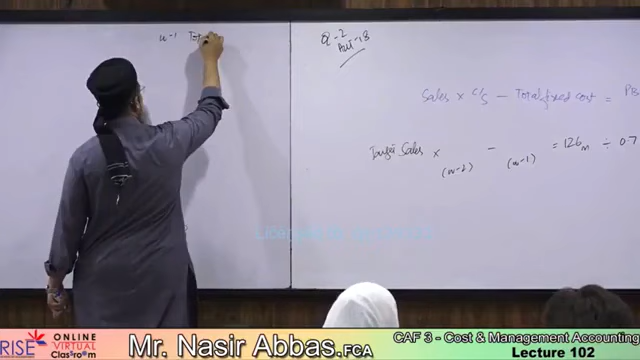 w-1 Tot
Q-2
Aut-18
Sales × C/S - Total fixed cost = PB
Target Sales × (w-2) - (w-1) = 126m ÷ 0.7
RISE ONLINE VIRTUAL ClassroOm
Mr. Nasir Abbas.FCA
CAF 3 - Cost & Management Accounting
Lecture 102